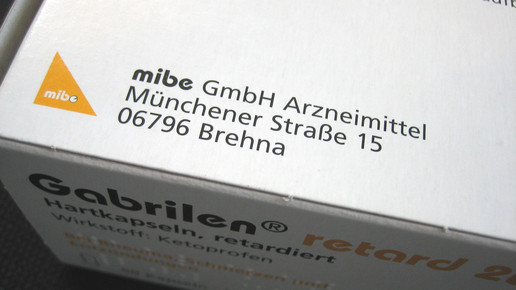 mibe
mibe GmbH Arzneimittel
Münchener Straße 15
06796 Brehna
Gabrilen® retard
Hartkapseln, retardiert
Wirkstoff: Ketoprofen